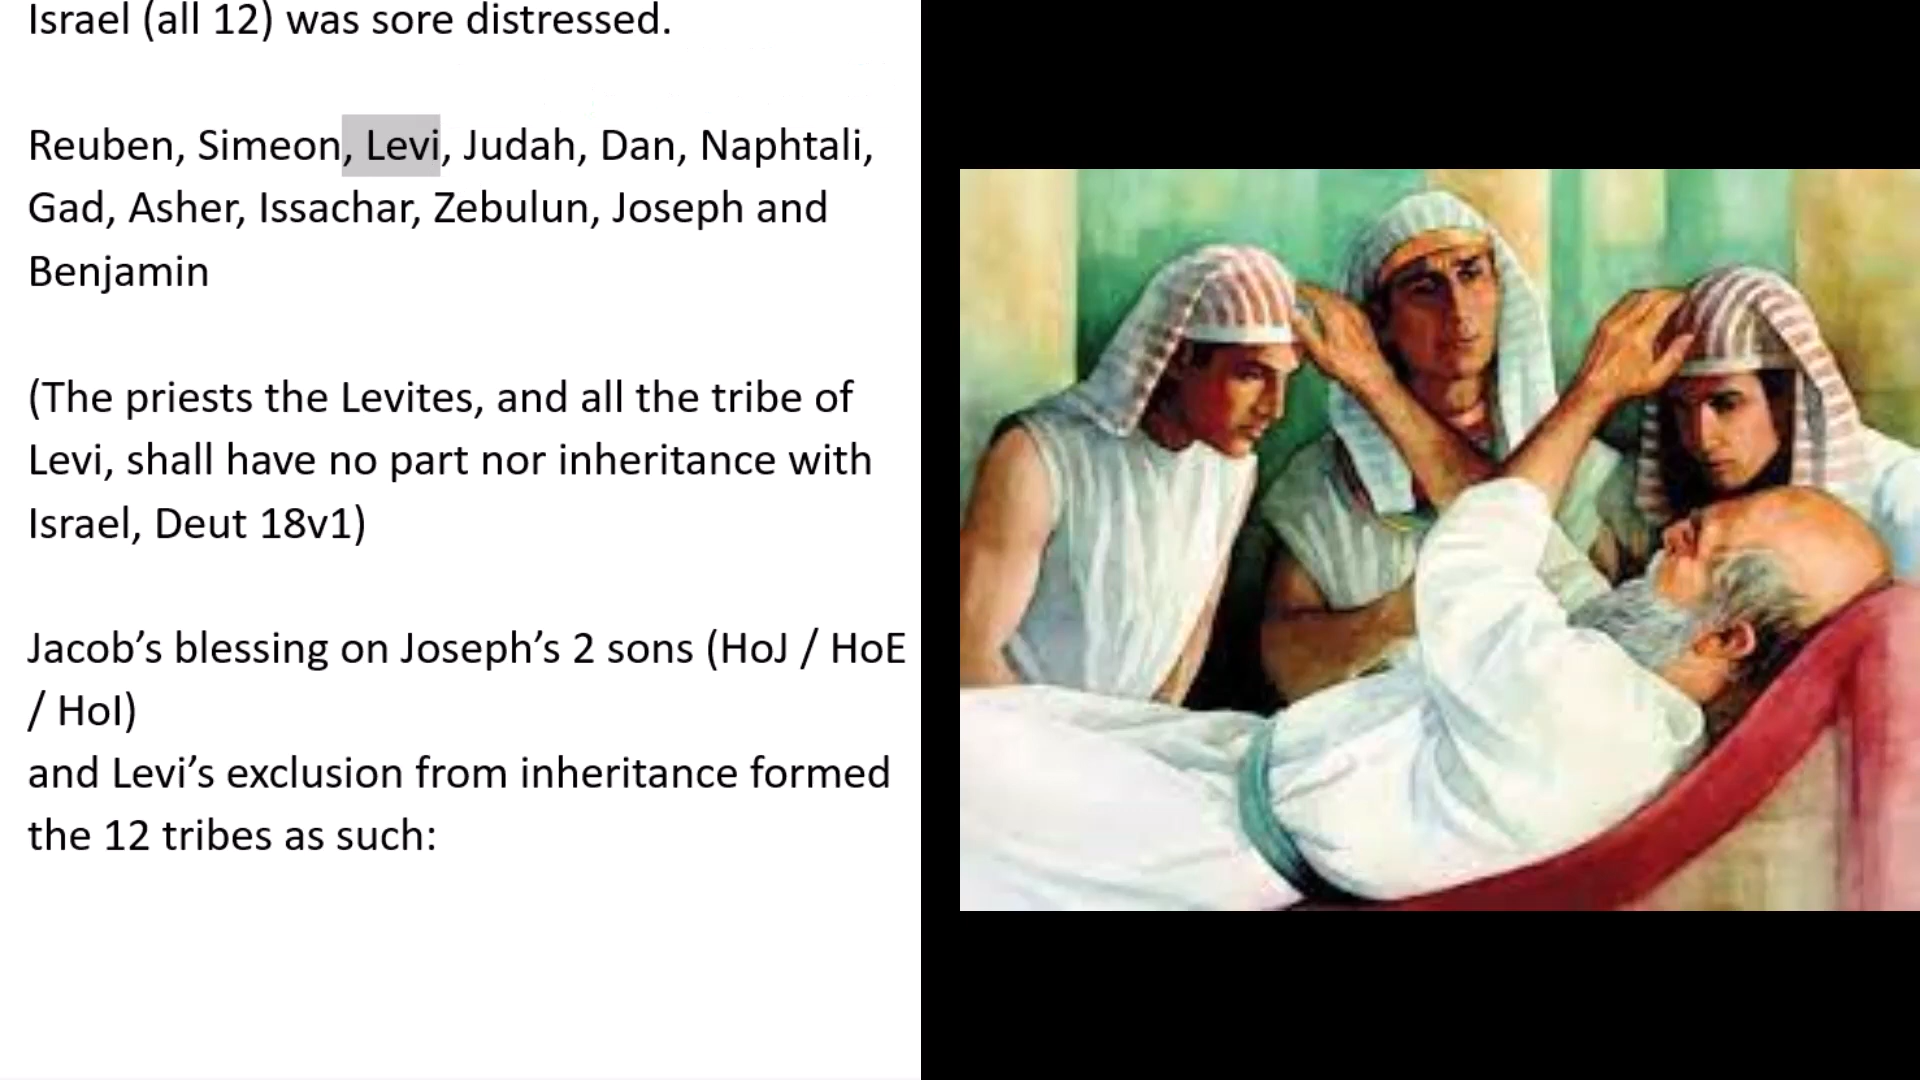 Israel (all 12) was sore distressed.
Reuben, Simeon, Levi, Judah, Dan, Naphtali,
Gad, Asher, Issachar, Zebulun, Joseph and
Benjamin
(The priests the Levites, and all the tribe of
Levi, shall have no part nor inheritance with
Israel, Deut 18v1)
Jacob’s blessing on Joseph’s 2 sons (HoJ / HoE
/ HoI)
and Levi’s exclusion from inheritance formed
the 12 tribes as such: